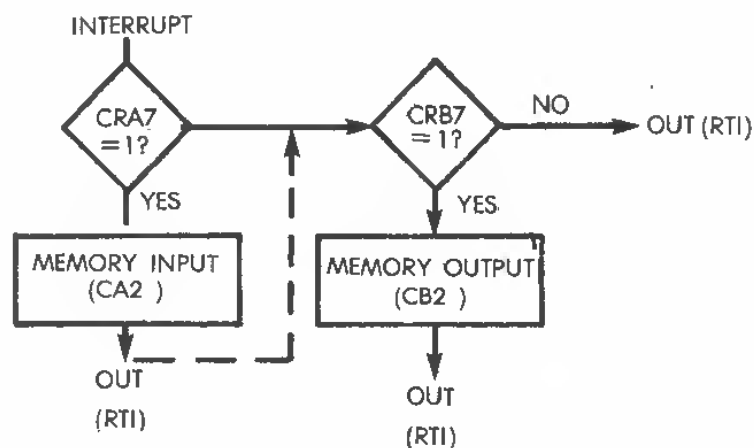 INTERRUPT
CRA7
=1?
YES
MEMORY INPUT
(CA2 )
OUT
(RTI)
CRB7
=1?
NO
OUT (RTI)
YES
MEMORY OUTPUT
(CB2 )
OUT
(RTI)